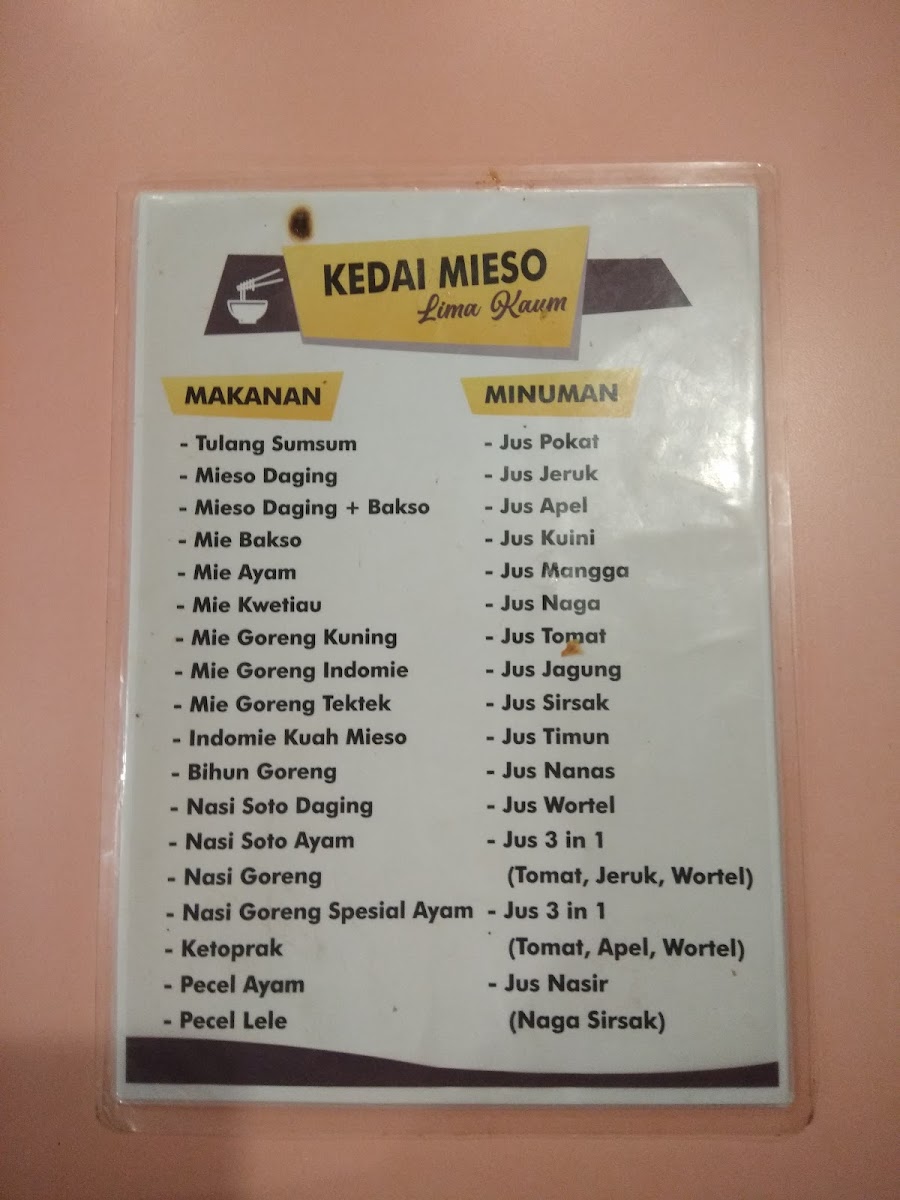 KEDAI MIESO
Lima Kaum
MAKANAN
- Tulang Sumsum
- Mieso Daging
- Mieso Daging + Bakso
- Mie Bakso
- Mie Ayam
- Mie Kwetiau
- Mie Goreng Kuning
- Mie Goreng Indomie
- Mie Goreng Tektek
- Indomie Kuah Mieso
- Bihun Goreng
- Nasi Soto Daging
- Nasi Soto Ayam
- Nasi Goreng
- Nasi Goreng Spesial Ayam
- Ketoprak
- Pecel Ayam
- Pecel Lele
MINUMAN
- Jus Pokat
- Jus Jeruk
- Jus Apel
- Jus Kuini
- Jus Mangga
- Jus Naga
- Jus Tomat
- Jus Jagung
- Jus Sirsak
- Jus Timun
- Jus Nanas
- Jus Wortel
- Jus 3 in 1
(Tomat, Jeruk, Wortel)
- Jus 3 in 1
(Tomat, Apel, Wortel)
- Jus Nasir
(Naga Sirsak)